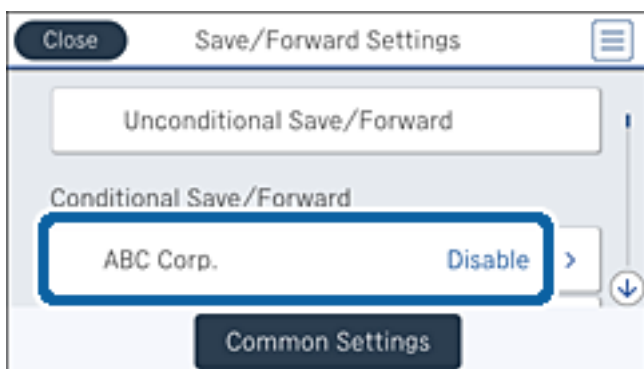 Close Save/Forward Settings
Unconditional Save/Forward
Conditional Save/Forward
ABC Corp. Disable >
Common Settings